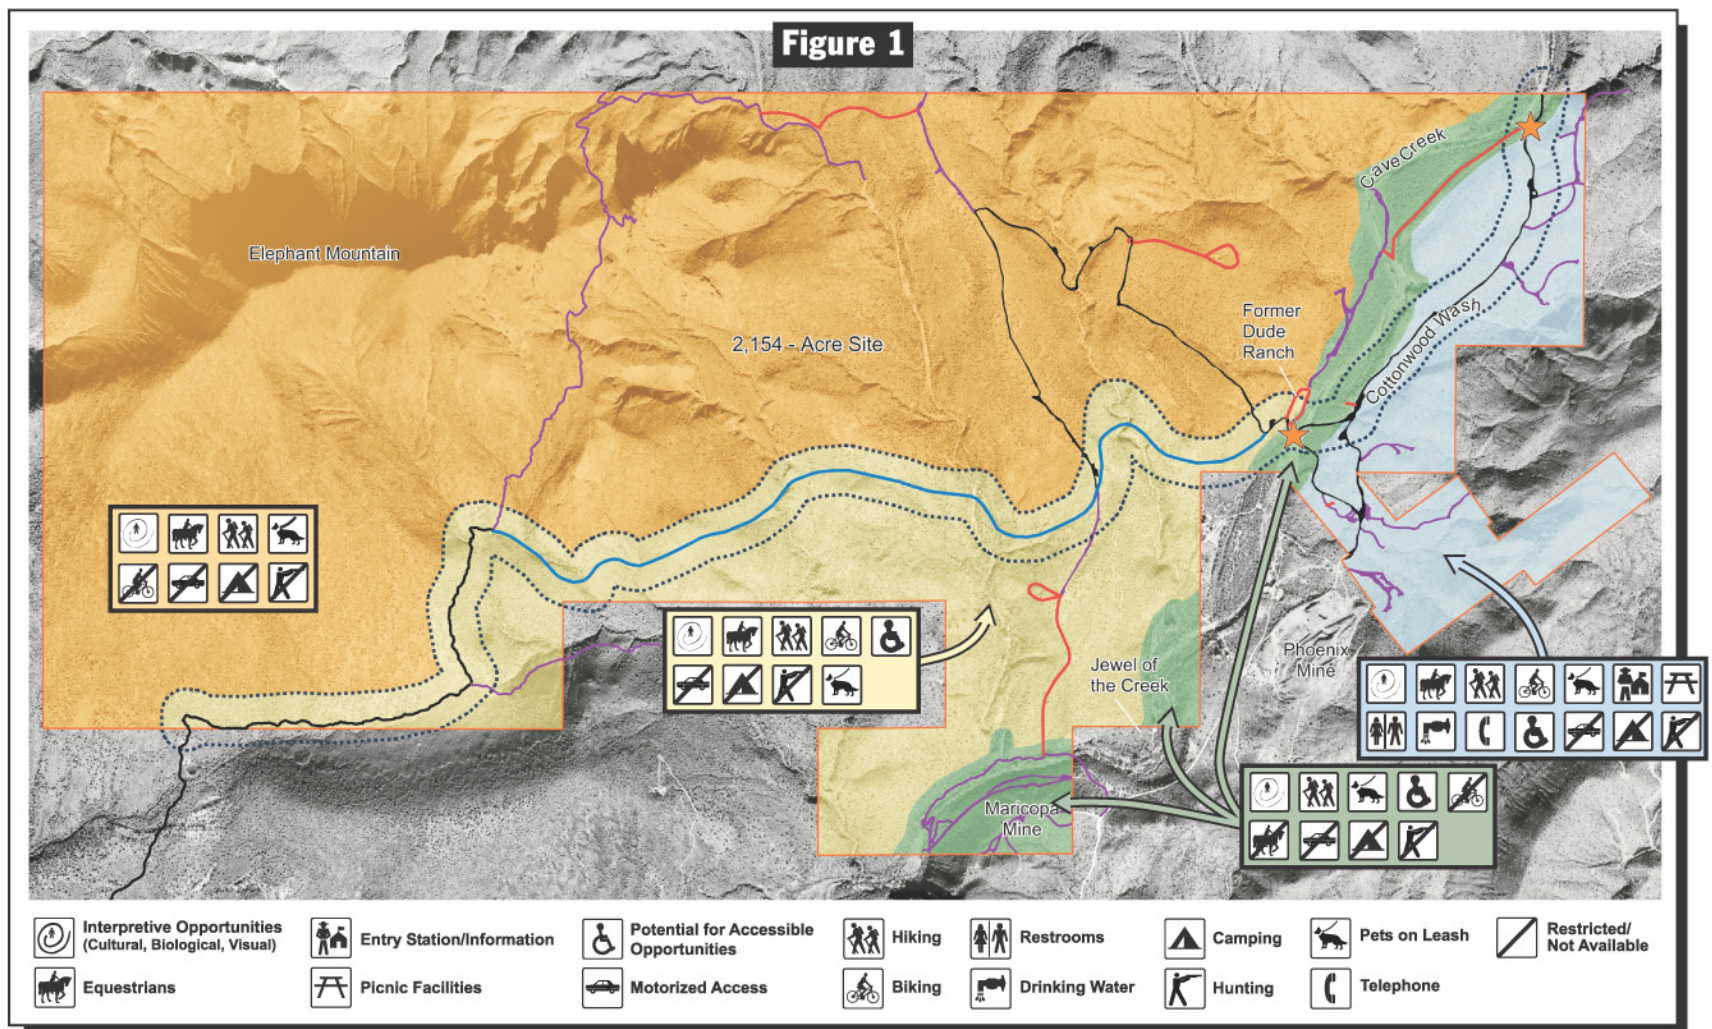 Figure 1
Cave Creek
Elephant Mountain
Former
Dude
Ranch
2,154 - Acre Site
Cottonwood Wash
Phoenix
Miné
Jewel of
the Creek
Maricopa
Mine
Interpretive Opportunities
(Cultural, Biological, Visual)
Entry Station/Information
Potential for Accessible
Opportunities
Hiking
Restrooms
Camping
Pets on Leash
Restricted/
Not Available
Equestrians
Picnic Facilities
Motorized Access
Biking
Drinking Water
Hunting
Telephone